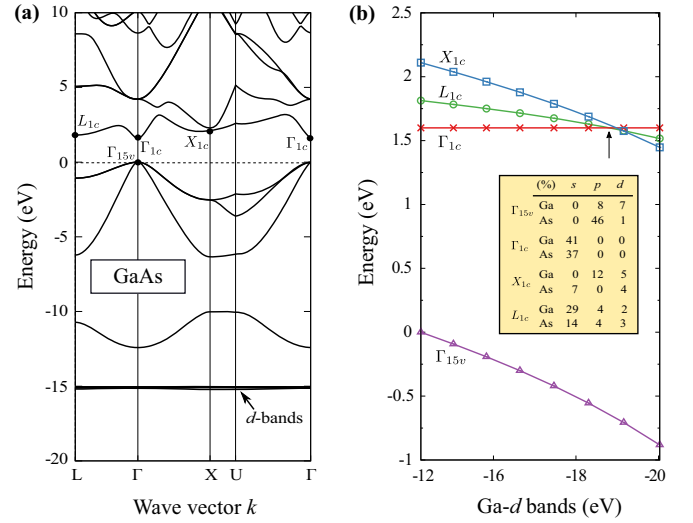 (a)
10
5
0
-5
-10
-15
-20
Energy (eV)
L1c
Γ1c
Γ15v
X1c
Γ1c
GaAs
d-bands
L Γ X U Γ
Wave vector k
(b)
2.5
2
1.5
1
0.5
0
-0.5
-1
Energy (eV)
X1c
L1c
Γ1c
(%) s p d
Γ15v Ga 0 8 7
As 0 46 1
Γ1c Ga 41 0 0
As 37 0 0
X1c Ga 0 12 5
As 7 0 4
L1c Ga 29 4 2
As 14 4 3
Γ15v
-12 -14 -16 -18 -20
Ga-d bands (eV)